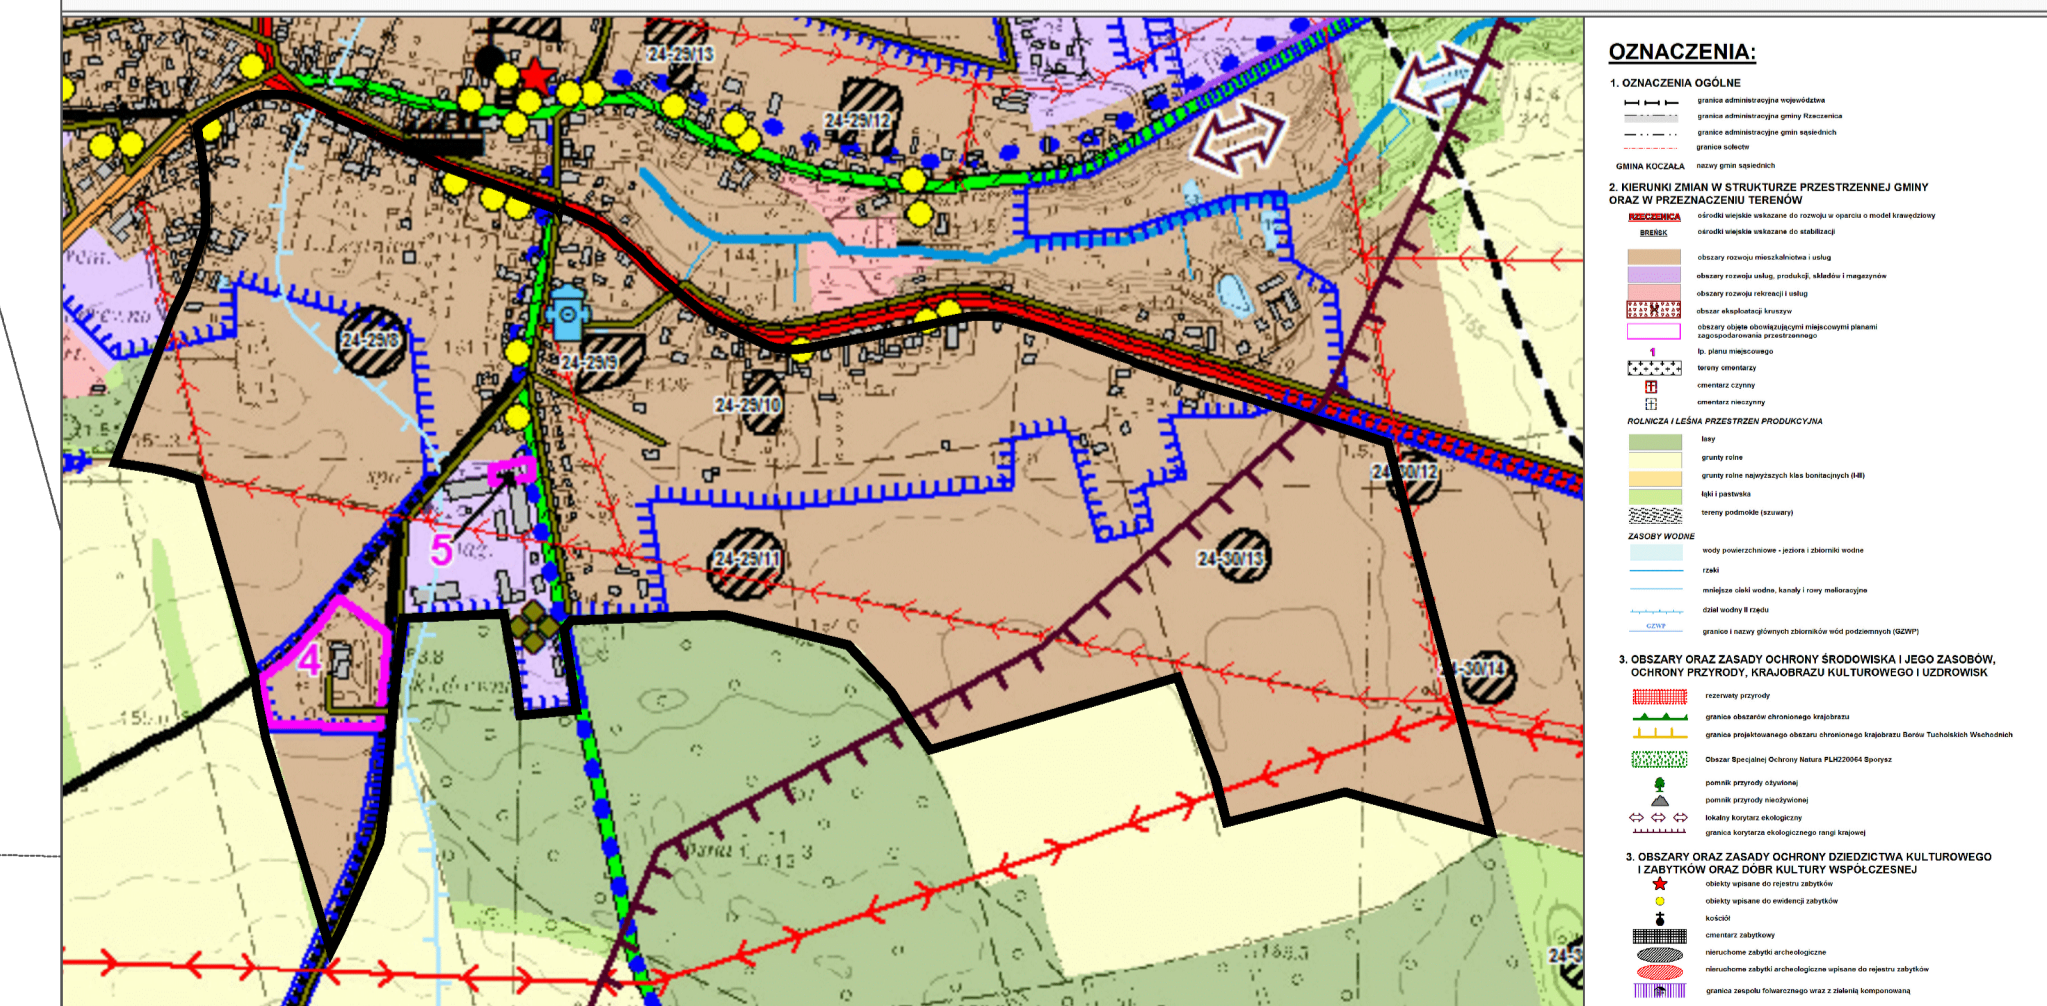 24-29/13
24-29/12
24-29/8
24-29/9
24-29/10
24-29/11
24-30/12
24-30/13
24-30/14
5
4
OZNACZENIA:
1. OZNACZENIA OGÓLNE
granica administracyjna województwa
granica administracyjna gminy Rzeczenica
granica administracyjne gmin sąsiednich
granice sołectw
GMINA KOCZAŁA nazwy gmin sąsiednich
2. KIERUNKI ZMIAN W STRUKTURZE PRZESTRZENNEJ GMINY
ORAZ W PRZEZNACZENIU TERENÓW
RZECZENICA ośrodki wiejskie wskazane do rozwoju w oparciu o model krawędziowy
BREŃSK ośrodki wiejskie wskazane do stabilizacji
obszary rozwoju mieszkalnictwa i usług
obszary rozwoju usług, produkcji, składów i magazynów
obszary rozwoju rekreacji i usług
obszar eksploatacji kruszyw
obszary objęte obowiązującymi miejscowymi planami
zagospodarowania przestrzennego
1 lp. planu miejscowego
tereny cmentarzy
cmentarz czynny
cmentarz nieczynny
ROLNICZA I LEŚNA PRZESTRZEŃ PRODUKCYJNA
lasy
grunty rolne
grunty rolne najwyższych klas bonitacyjnych (I-III)
łąki i pastwska
tereny podmokłe (szuwary)
ZASOBY WODNE
wody powierzchniowe - jeziora i zbiorniki wodne
rzeki
mniejsze cieki wodne, kanały i rowy melioracyjne
dział wodny II rzędu
GZWP granice i nazwy głównych zbiorników wód podziemnych (GZWP)
3. OBSZARY ORAZ ZASADY OCHRONY ŚRODOWISKA I JEGO ZASOBÓW,
OCHRONY PRZYRODY, KRAJOBRAZU KULTUROWEGO I UZDROWISK
rezerwaty przyrody
granice obszarów chronionego krajobrazu
granice projektowanego obszaru chronionego krajobrazu Borów Tucholskich Wschodnich
Obszar Specjalnej Ochrony Natura PLH220064 Sporysz
pomnik przyrody ożywionej
pomnik przyrody nieożywionej
lokalny korytarz ekologiczny
granica korytarza ekologicznego rangi krajowej
3. OBSZARY ORAZ ZASADY OCHRONY DZIEDZICTWA KULTUROWEGO
I ZABYTKÓW ORAZ DÓBR KULTURY WSPÓŁCZESNEJ
obiekty wpisane do rejestru zabytków
obiekty wpisane do ewidencji zabytków
kościół
cmentarz zabytkowy
nieruchome zabytki archeologiczne
nieruchome zabytki archeologiczne wpisane do rejestru zabytków
granica zespołu folwarcznego wraz z zielenią komponowaną